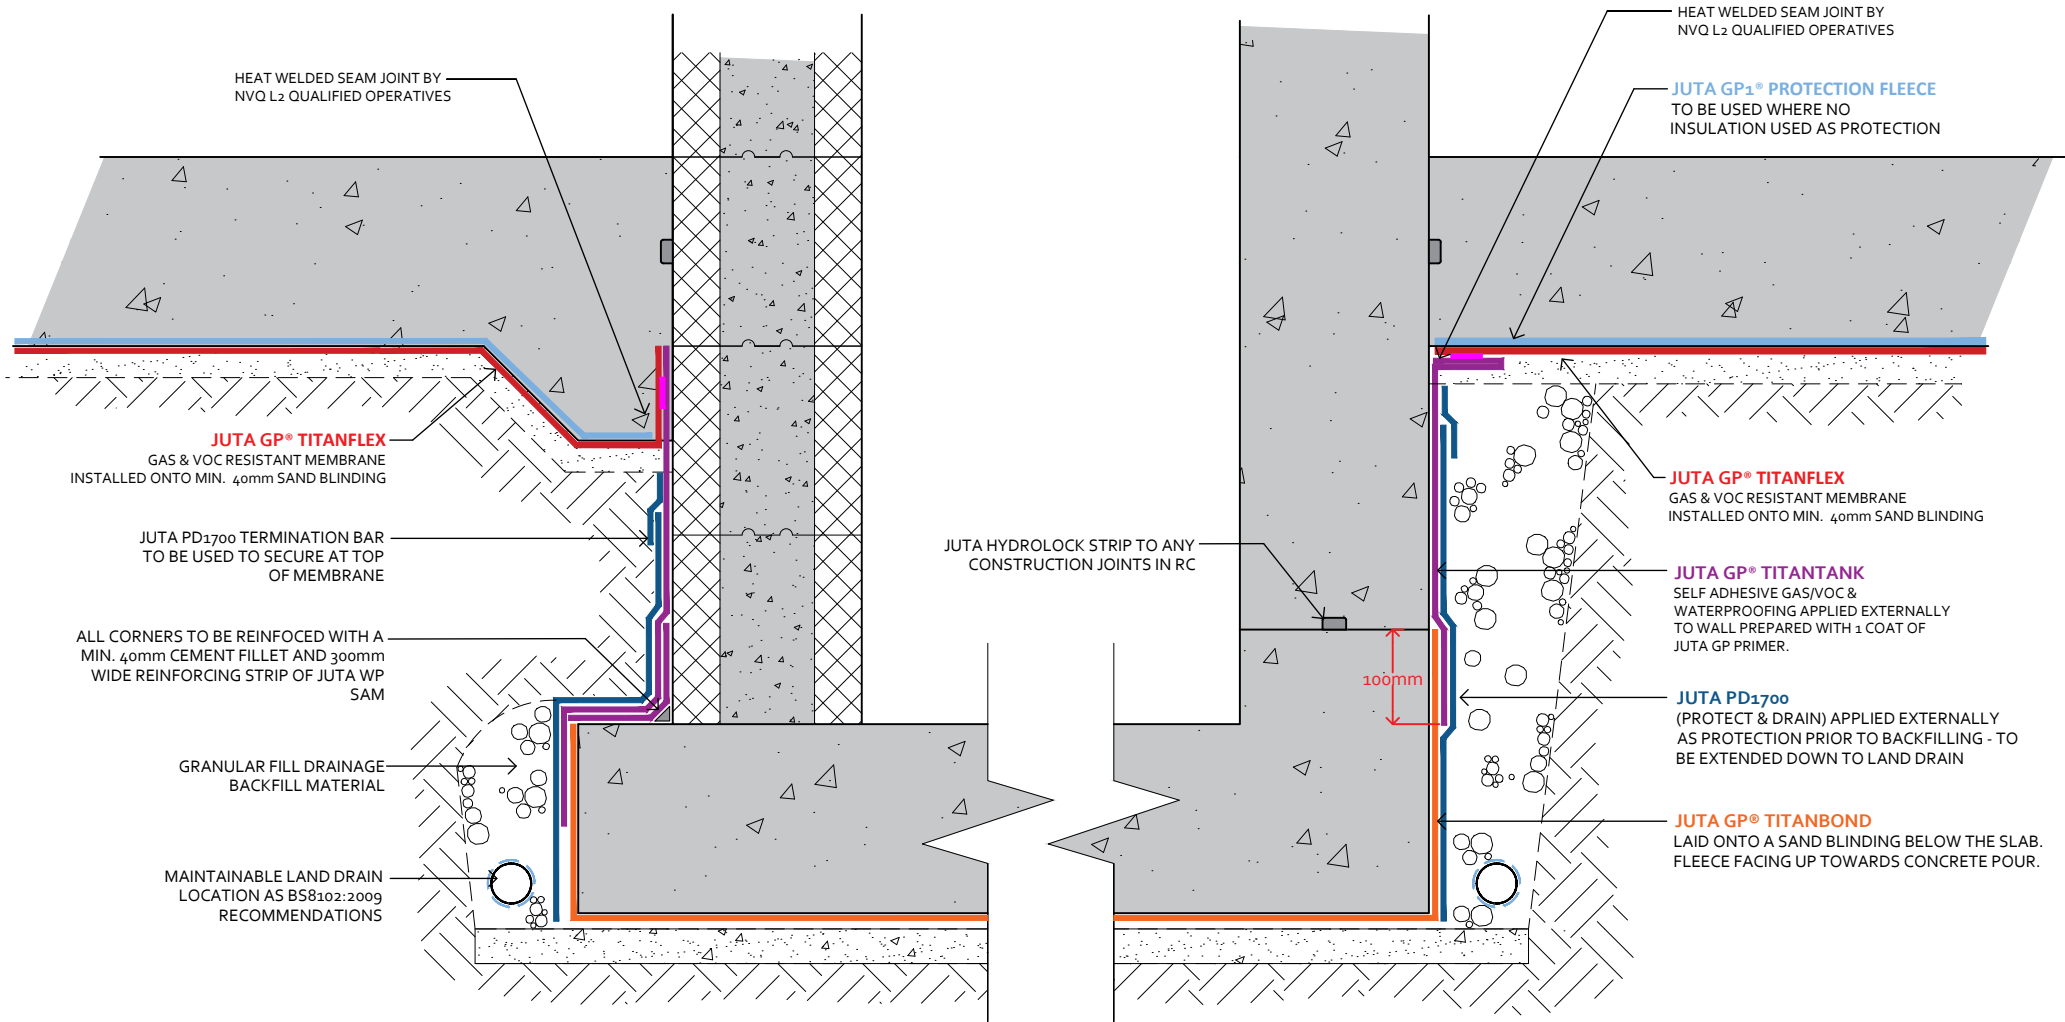 HEAT WELDED SEAM JOINT BY
NVQ L2 QUALIFIED OPERATIVES
JUTA GP® TITANFLEX
GAS & VOC RESISTANT MEMBRANE
INSTALLED ONTO MIN. 40mm SAND BLINDING
JUTA PD1700 TERMINATION BAR
TO BE USED TO SECURE AT TOP
OF MEMBRANE
ALL CORNERS TO BE REINFOCED WITH A
MIN. 40mm CEMENT FILLET AND 300mm
WIDE REINFORCING STRIP OF JUTA WP
SAM
GRANULAR FILL DRAINAGE
BACKFILL MATERIAL
MAINTAINABLE LAND DRAIN
LOCATION AS BS8102:2009
RECOMMENDATIONS
JUTA HYDROLOCK STRIP TO ANY
CONSTRUCTION JOINTS IN RC
100mm
HEAT WELDED SEAM JOINT BY
NVQ L2 QUALIFIED OPERATIVES
JUTA GP1® PROTECTION FLEECE
TO BE USED WHERE NO
INSULATION USED AS PROTECTION
JUTA GP® TITANFLEX
GAS & VOC RESISTANT MEMBRANE
INSTALLED ONTO MIN. 40mm SAND BLINDING
JUTA GP® TITANTANK
SELF ADHESIVE GAS/VOC &
WATERPROOFING APPLIED EXTERNALLY
TO WALL PREPARED WITH 1 COAT OF
JUTA GP PRIMER.
JUTA PD1700
(PROTECT & DRAIN) APPLIED EXTERNALLY
AS PROTECTION PRIOR TO BACKFILLING - TO
BE EXTENDED DOWN TO LAND DRAIN
JUTA GP® TITANBOND
LAID ONTO A SAND BLINDING BELOW THE SLAB.
FLEECE FACING UP TOWARDS CONCRETE POUR.